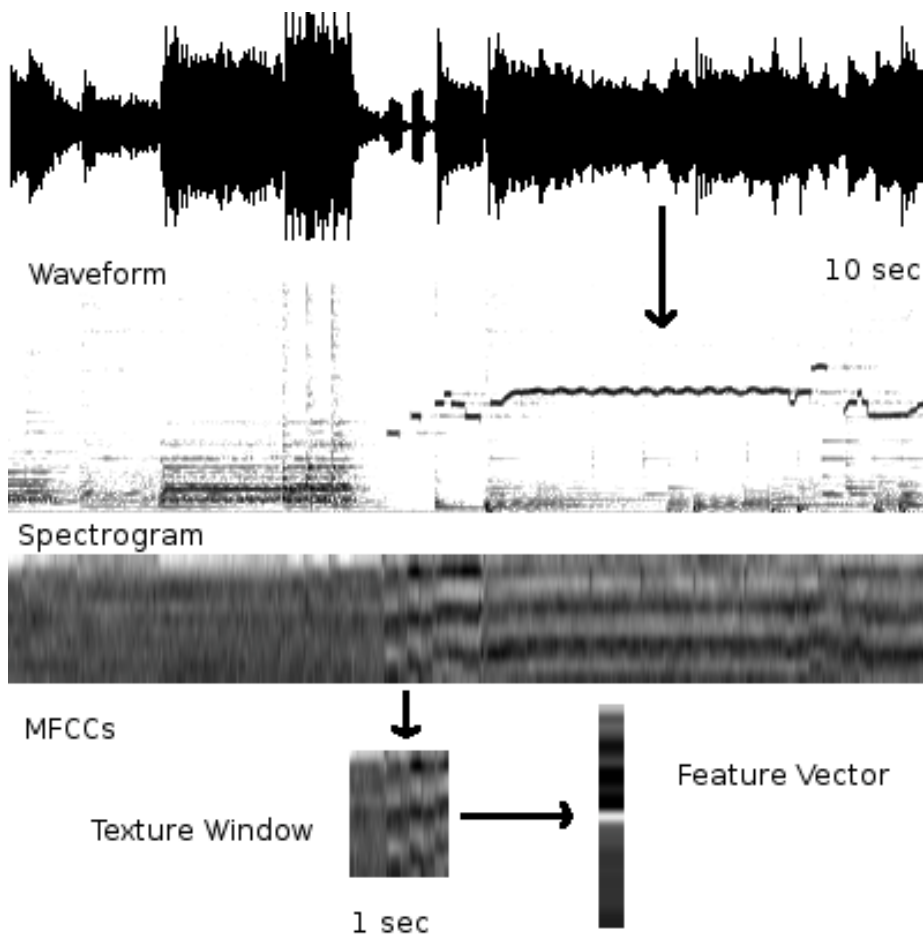 Waveform
10 sec
Spectrogram
MFCCs
Feature Vector
Texture Window
1 sec